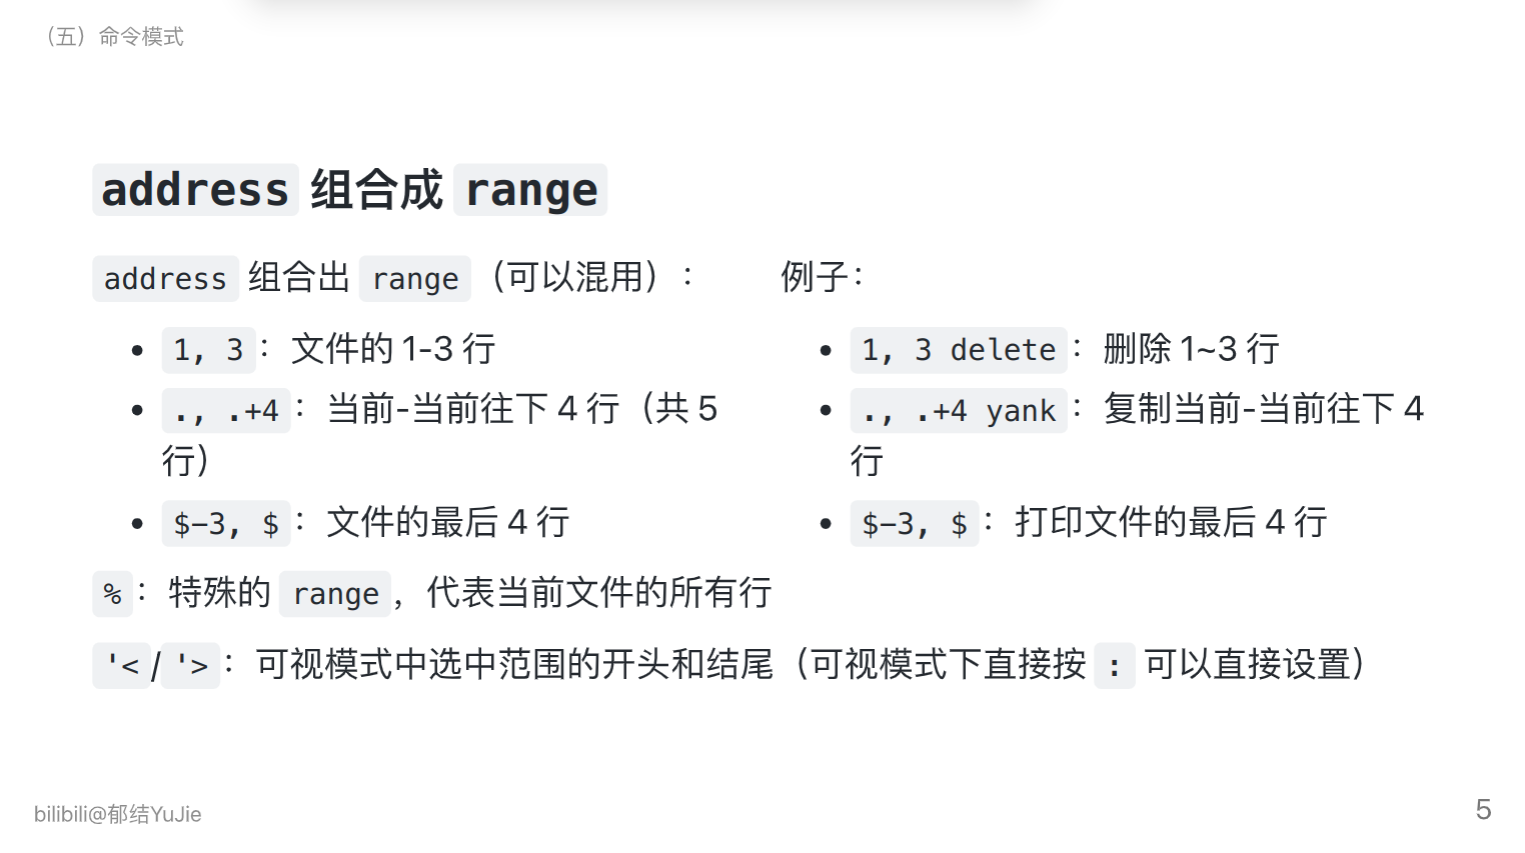 （五）命令模式
address 组合成 range
address 组合出 range （可以混用）：
• 1, 3 ：文件的 1-3 行
• ., .+4 ：当前-当前往下 4 行（共 5
行）
• $-3, $ ：文件的最后 4 行
例子：
• 1, 3 delete ：删除 1~3 行
• ., .+4 yank ：复制当前-当前往下 4
行
• $-3, $ ：打印文件的最后 4 行
% ：特殊的 range ，代表当前文件的所有行
'< / '> ：可视模式中选中范围的开头和结尾（可视模式下直接按 : 可以直接设置）
bilibili@郁结YuJie
5